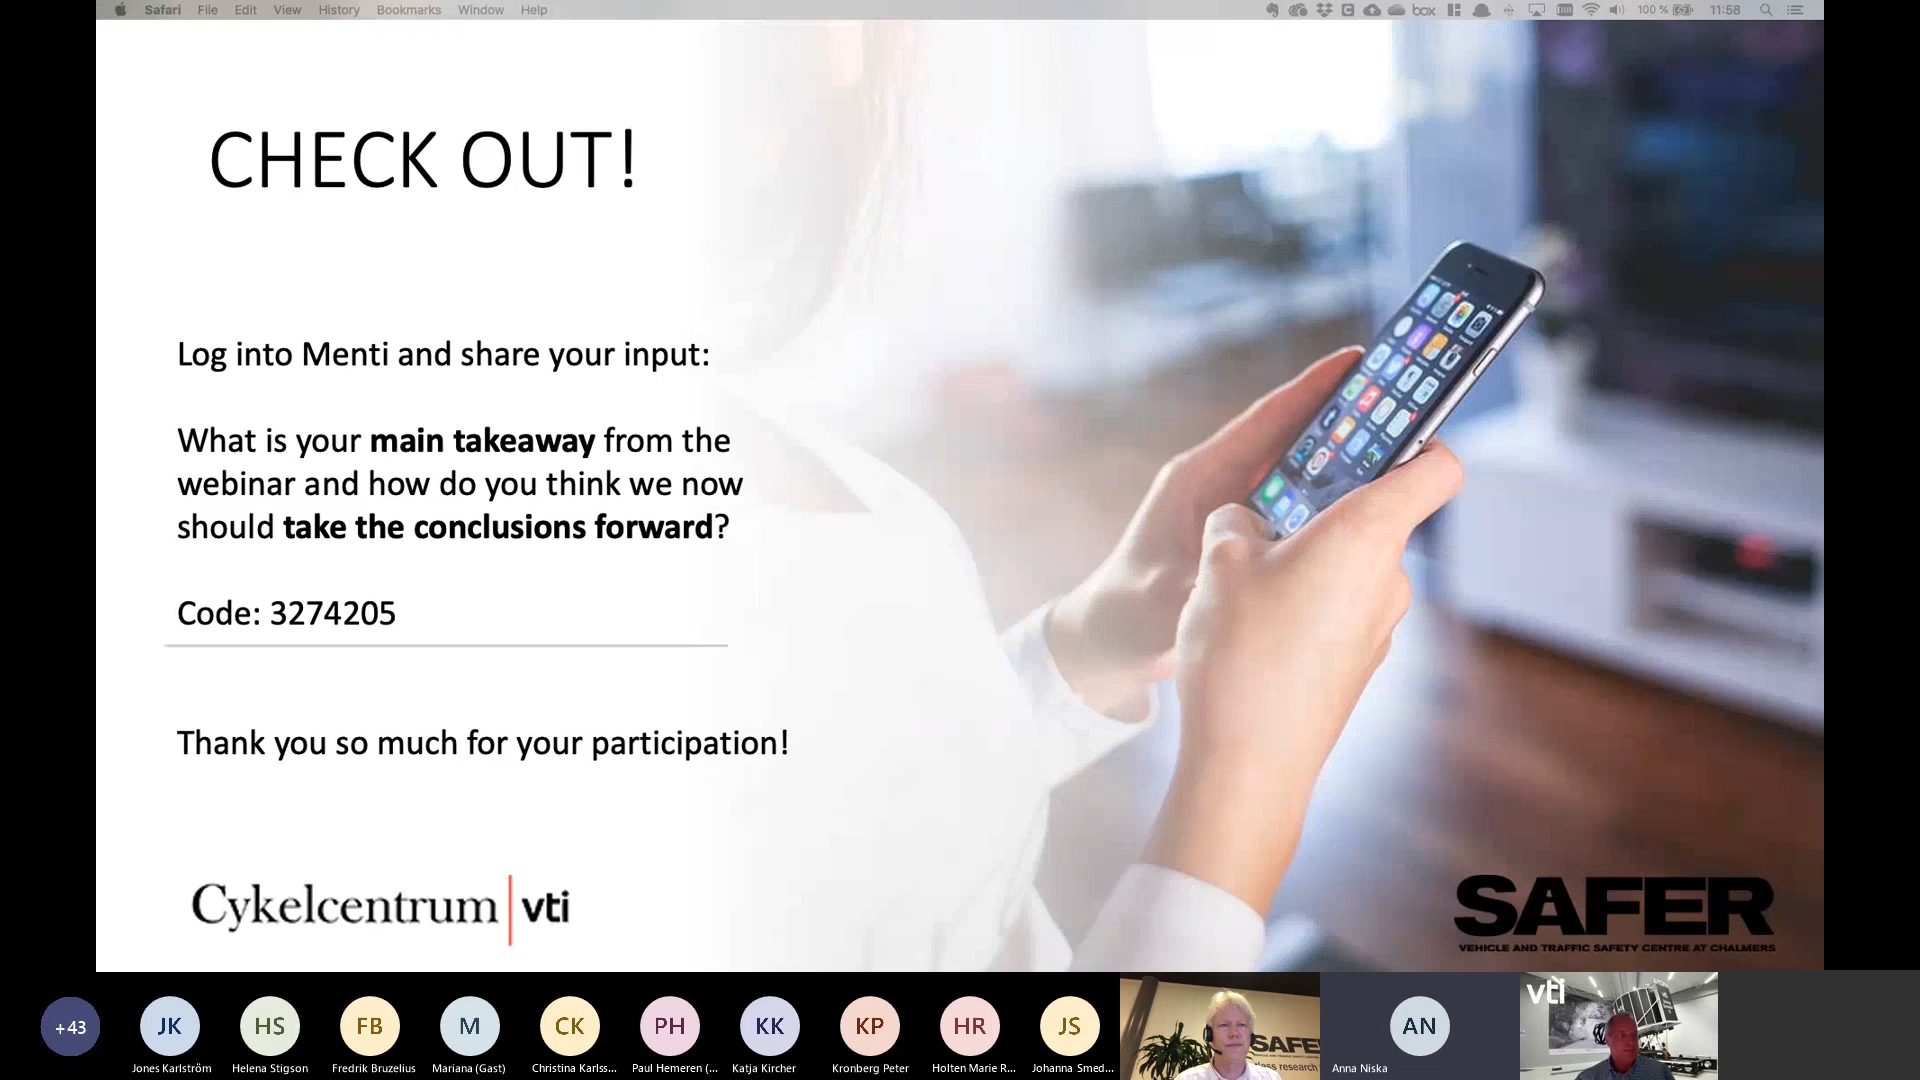 Safari File Edit View History Bookmarks Window Help
box 100 % 11:58
CHECK OUT!
Log into Menti and share your input:
What is your main takeaway from the
webinar and how do you think we now
should take the conclusions forward?
Code: 3274205
Thank you so much for your participation!
Cykelcentrum vti
SAFER
VEHICLE AND TRAFFIC SAFETY CENTRE AT CHALMERS
+43
JK
HS
FB
M
CK
PH
KK
KP
HR
JS
SAFER
AN
vti
Jones Karlström
Helena Stigson
Fredrik Bruzelius
Mariana (Gast)
Christina Karlss...
Paul Hemeren (...
Katja Kircher
Kronberg Peter
Holten Marie R...
Johanna Smed...
Anna Niska